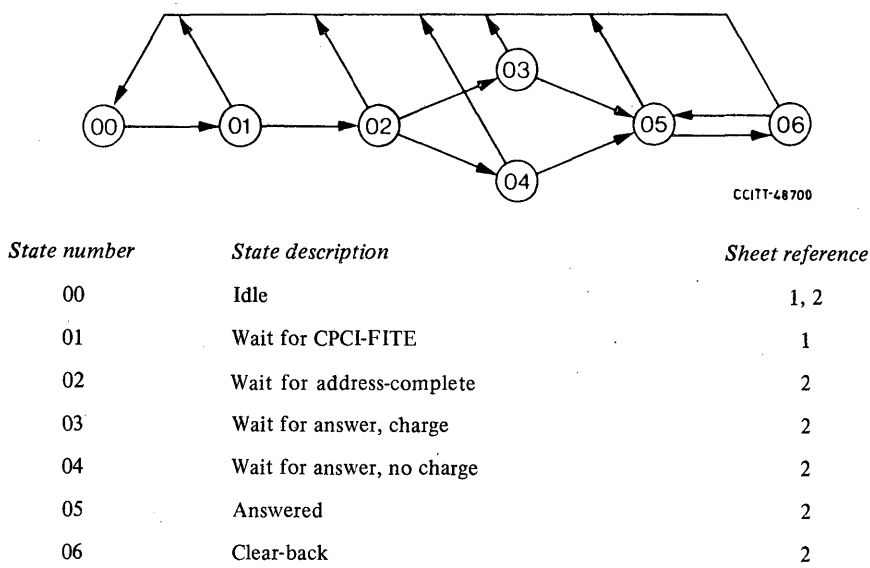 03
00 01 02 05 06
04
CCITT-48700
State number State description Sheet reference
00 Idle 1, 2
01 Wait for CPCI-FITE 1
02 Wait for address-complete 2
03 Wait for answer, charge 2
04 Wait for answer, no charge 2
05 Answered 2
06 Clear-back 2